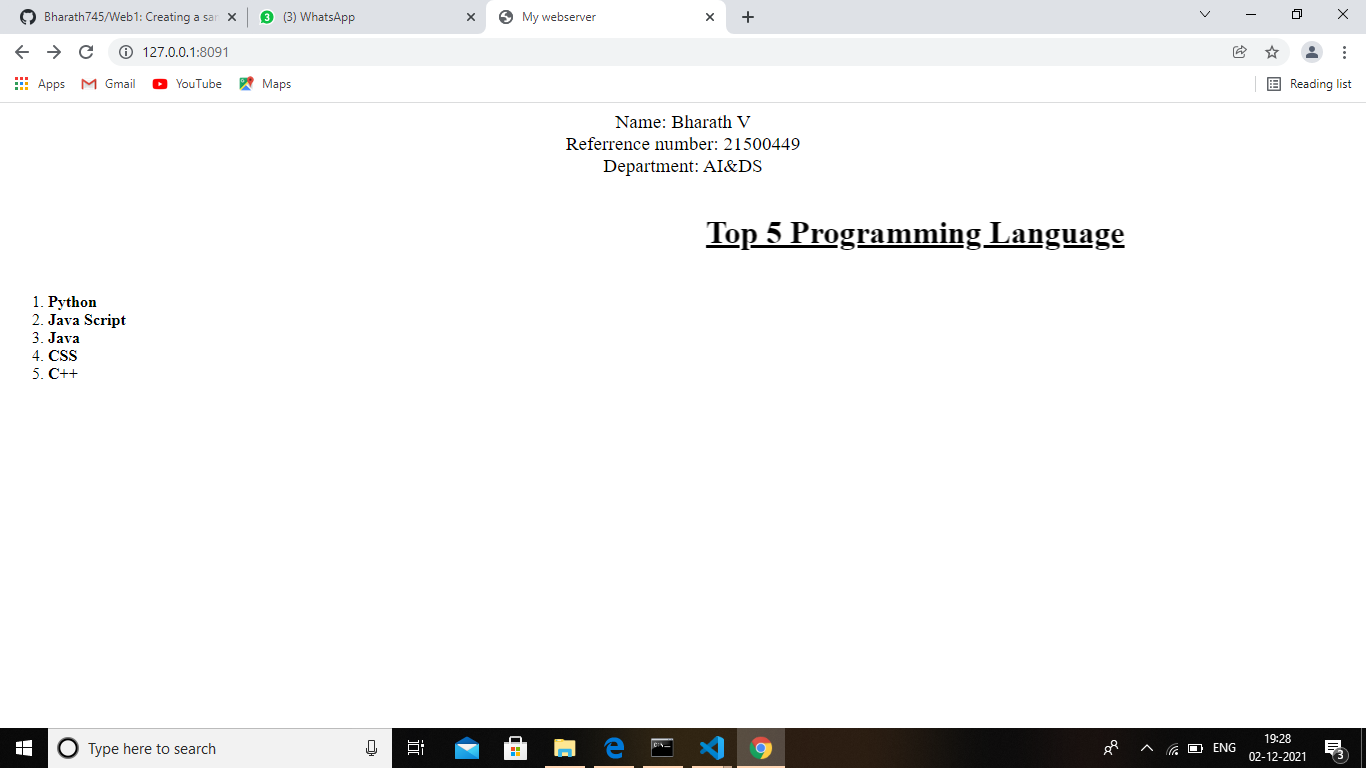 Bharath745/Web1: Creating a sar
(3) WhatsApp
My webserver
127.0.0.1:8091
Apps
Gmail
YouTube
Maps
Reading list
Name: Bharath V
Referrence number: 21500449
Department: AI&DS
Top 5 Programming Language
1. Python
2. Java Script
3. Java
4. CSS
5. C++
Type here to search
ENG
19:28
02-12-2021
3